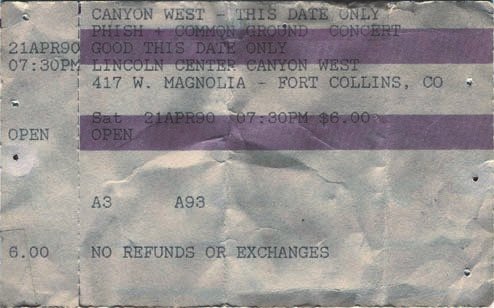 CANYON WEST - THIS DATE ONLY
PHISH + COMMON GROUND CONCERT
21APR90 GOOD THIS DATE ONLY
07:30PM LINCOLN CENTER CANYON WEST
417 W. MAGNOLIA - FORT COLLINS, CO
Sat 21APR90 07:30PM $6.00
OPEN OPEN
A3 A93
6.00 NO REFUNDS OR EXCHANGES